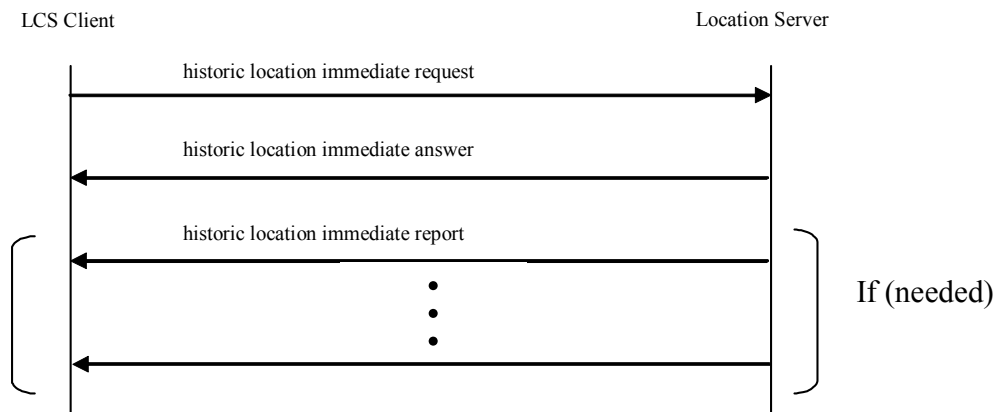 LCS Client
Location Server
historic location immediate request
historic location immediate answer
historic location immediate report
If (needed)